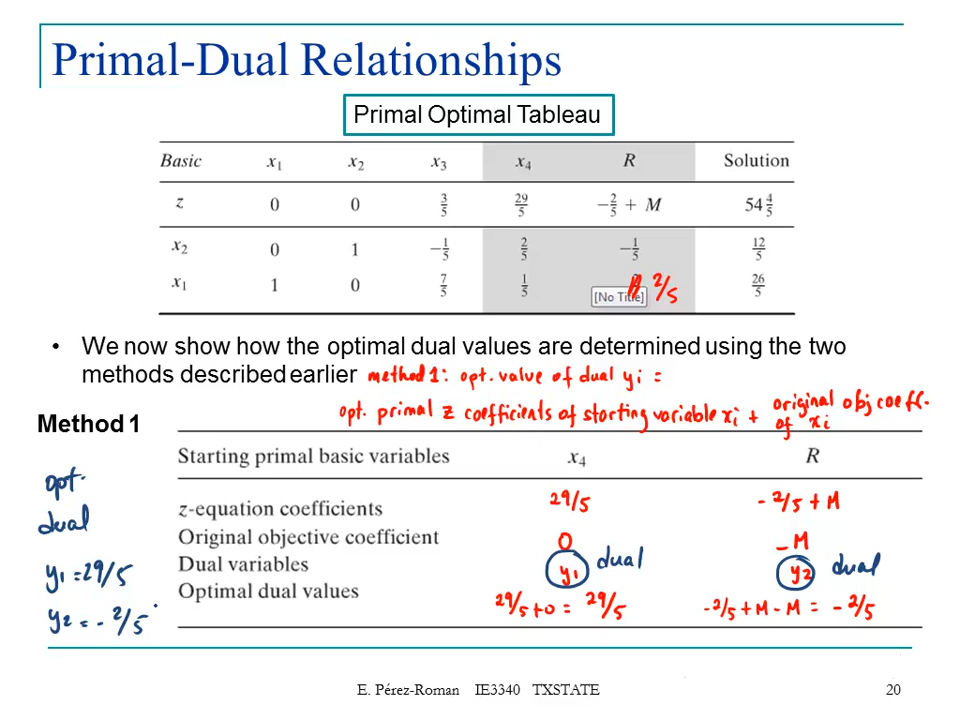 Primal-Dual Relationships
Primal Optimal Tableau
Basic x₁ x₂ x₃ x₄ R Solution
z 0 0 3/5 29/5 -2/5 + M 54 4/5
x₂ 0 1 -1/5 2/5 -1/5 12/5
x₁ 1 0 7/5 1/5 2/5 26/5
[No Title]
• We now show how the optimal dual values are determined using the two
methods described earlier method 1: opt. value of dual yi =
opt. primal z coefficients of starting variable xi + original obj coeff. of xi
Method 1
Starting primal basic variables x₄ R
z-equation coefficients 29/5 -2/5 + M
Original objective coefficient 0 -M
Dual variables y₁ dual y₂ dual
Optimal dual values 29/5 + 0 = 29/5 -2/5 + M - M = -2/5
opt.
dual
y₁ = 29/5
y₂ = -2/5
E. Pérez-Roman IE3340 TXSTATE 20